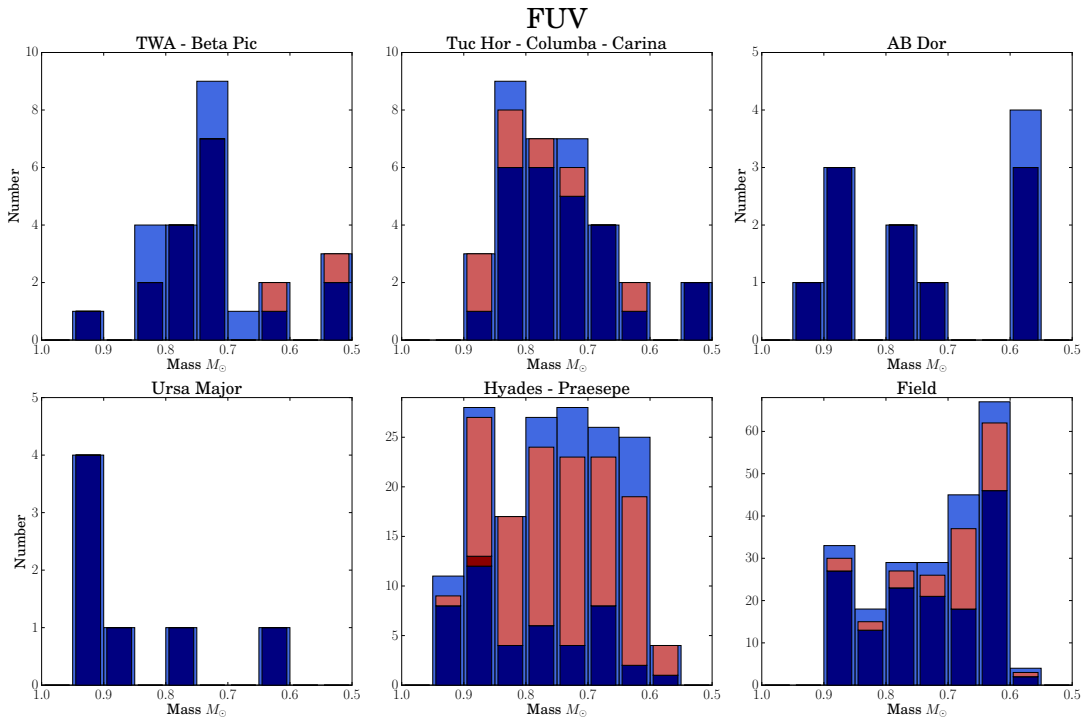 FUV
TWA - Beta Pic
10
8
6
4
2
0
Number
1.0 0.9 0.8 0.7 0.6 0.5
Mass M☉
Tuc Hor - Columba - Carina
10
8
6
4
2
0
1.0 0.9 0.8 0.7 0.6 0.5
Mass M☉
AB Dor
5
4
3
2
1
0
Number
1.0 0.9 0.8 0.7 0.6 0.5
Mass M☉
Ursa Major
5
4
3
2
1
0
Number
1.0 0.9 0.8 0.7 0.6 0.5
Mass M☉
Hyades - Praesepe
25
20
15
10
5
0
1.0 0.9 0.8 0.7 0.6 0.5
Mass M☉
Field
60
50
40
30
20
10
0
1.0 0.9 0.8 0.7 0.6 0.5
Mass M☉